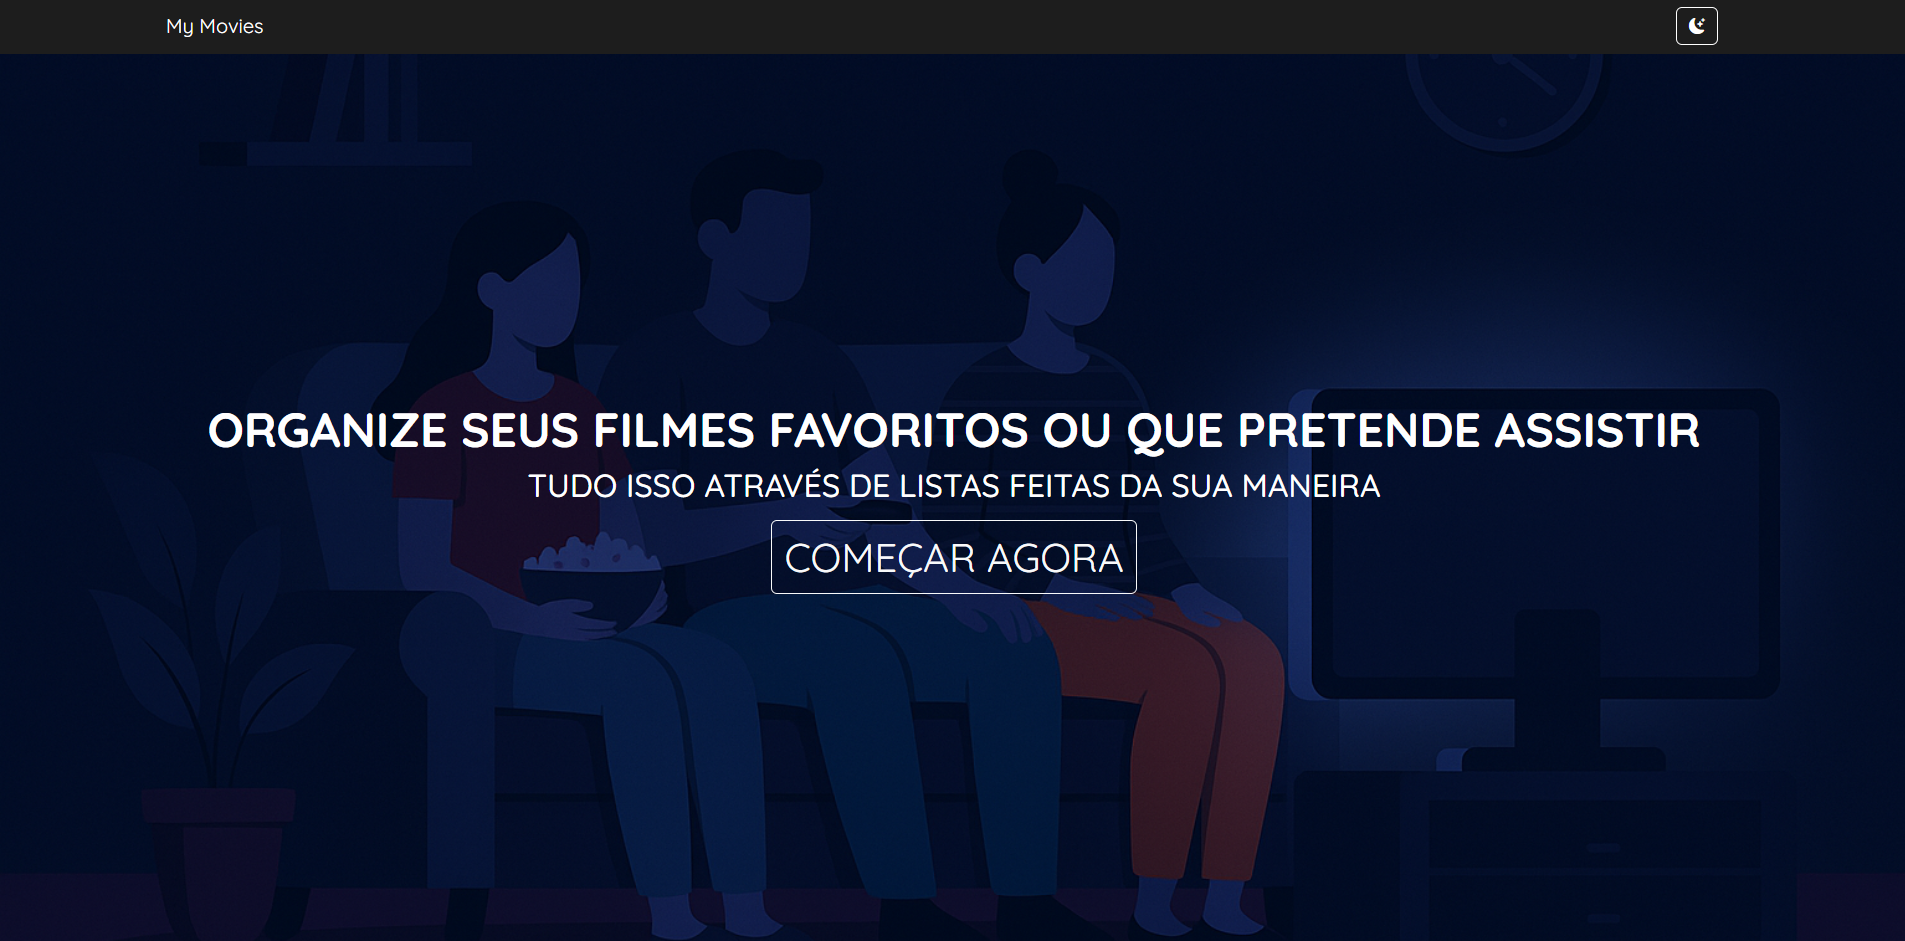 My Movies
ORGANIZE SEUS FILMES FAVORITOS OU QUE PRETENDE ASSISTIR
TUDO ISSO ATRAVÉS DE LISTAS FEITAS DA SUA MANEIRA
COMEÇAR AGORA